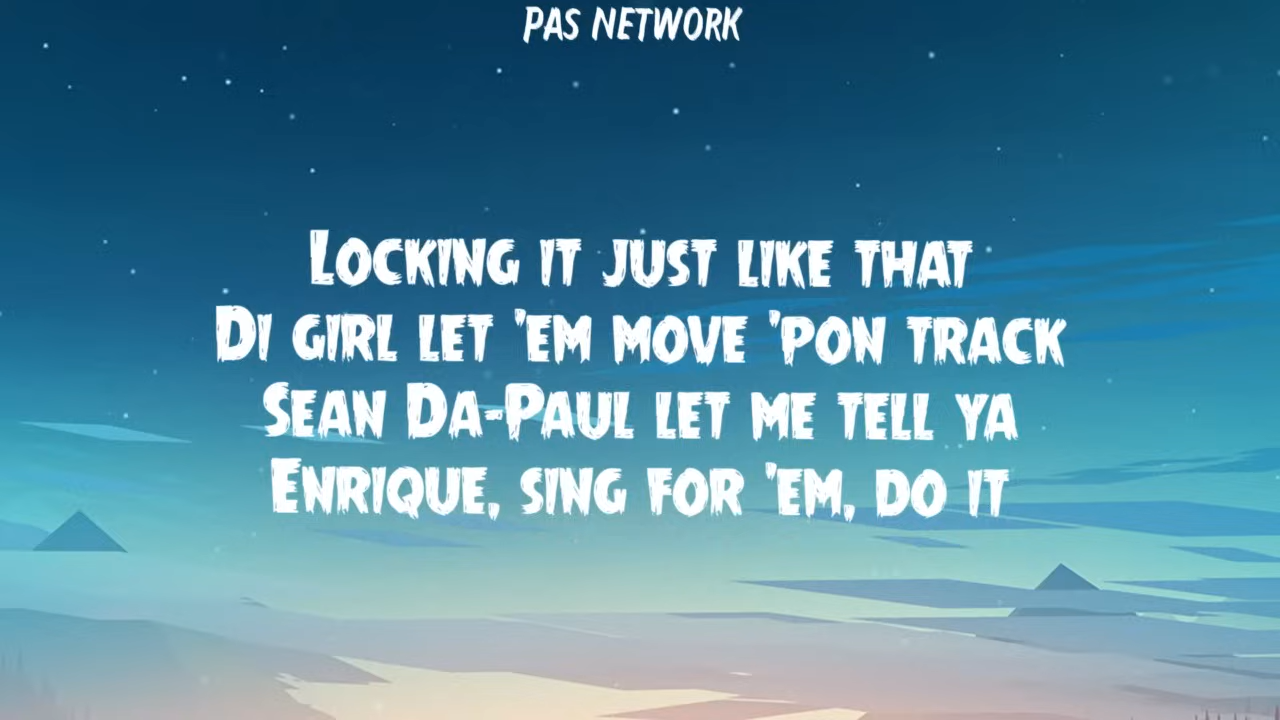 PAS NETWORK
LOCKING IT JUST LIKE THAT
DI GIRL LET 'EM MOVE 'PON TRACK
SEAN DA-PAUL LET ME TELL YA
ENRIQUE, SING FOR 'EM, DO IT